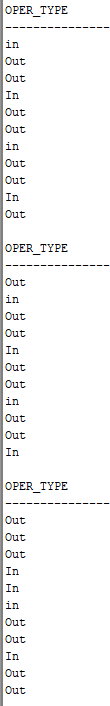 OPER_TYPE
---------------
in
Out
Out
In
Out
Out
in
Out
Out
In
Out

OPER_TYPE
---------------
Out
in
Out
Out
In
Out
Out
in
Out
Out
In

OPER_TYPE
---------------
Out
Out
Out
In
In
in
Out
Out
In
Out
Out